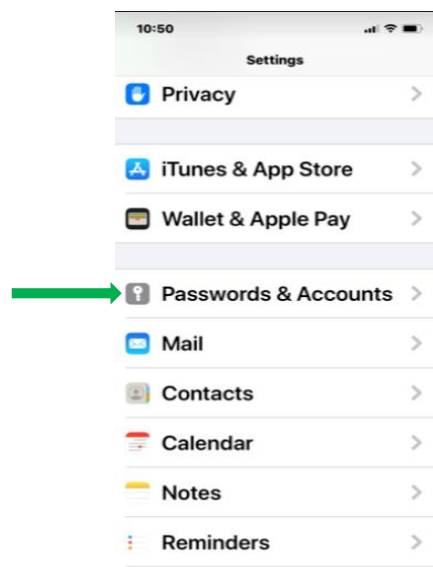 10:50
Settings
Privacy
iTunes & App Store
Wallet & Apple Pay
Passwords & Accounts
Mail
Contacts
Calendar
Notes
Reminders